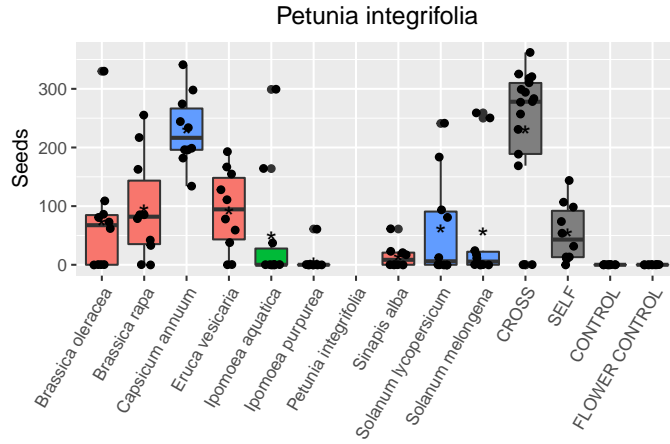 Petunia integrifolia
Seeds
300
200
100
0
Brassica oleracea
Brassica rapa
Capsicum annuum
Eruca vesicaria
Ipomoea aquatica
Ipomoea purpurea
Petunia integrifolia
Sinapis alba
Solanum lycopersicum
Solanum melongena
CROSS
SELF
CONTROL
FLOWER CONTROL